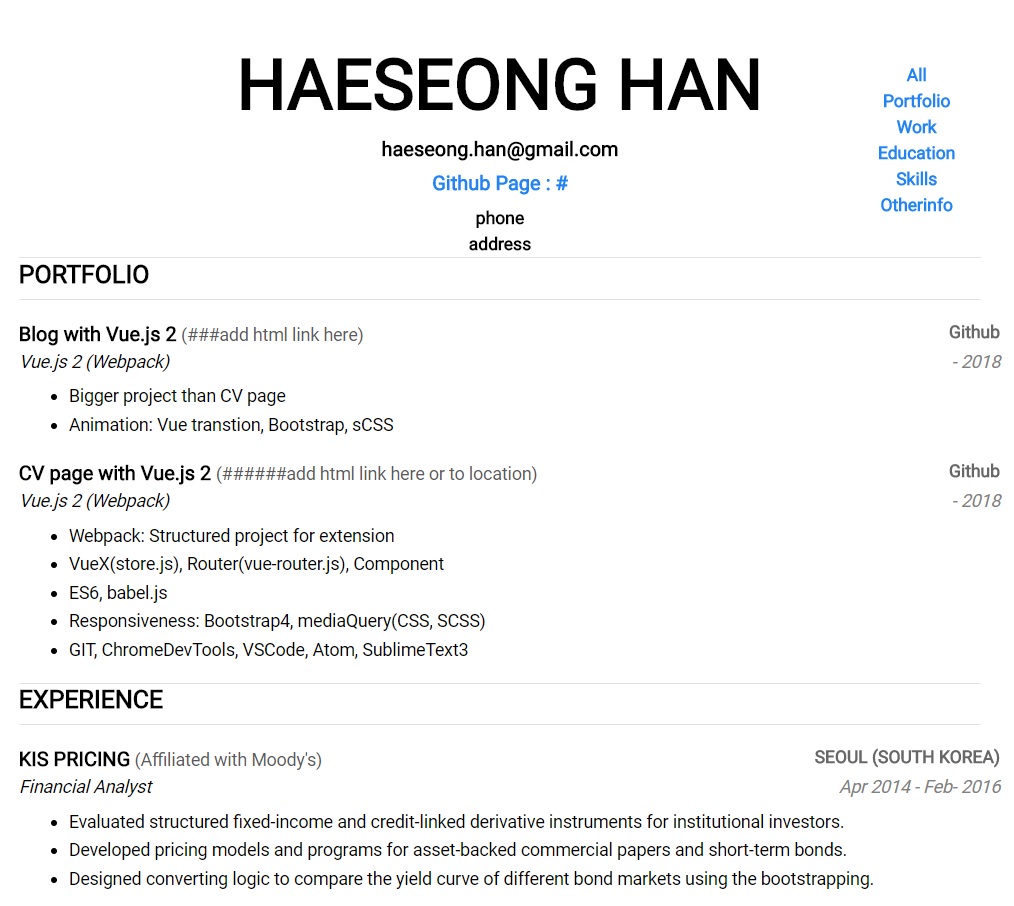 HAESEONG HAN
haeseong.han@gmail.com
Github Page : #
phone
address
All
Portfolio
Work
Education
Skills
Otherinfo
PORTFOLIO
Blog with Vue.js 2 (###add html link here) Github
Vue.js 2 (Webpack) - 2018
• Bigger project than CV page
• Animation: Vue transtion, Bootstrap, sCSS
CV page with Vue.js 2 (######add html link here or to location) Github
Vue.js 2 (Webpack) - 2018
• Webpack: Structured project for extension
• VueX(store.js), Router(vue-router.js), Component
• ES6, babel.js
• Responsiveness: Bootstrap4, mediaQuery(CSS, SCSS)
• GIT, ChromeDevTools, VSCode, Atom, SublimeText3
EXPERIENCE
KIS PRICING (Affiliated with Moody's) SEOUL (SOUTH KOREA)
Financial Analyst Apr 2014 - Feb- 2016
• Evaluated structured fixed-income and credit-linked derivative instruments for institutional investors.
• Developed pricing models and programs for asset-backed commercial papers and short-term bonds.
• Designed converting logic to compare the yield curve of different bond markets using the bootstrapping.